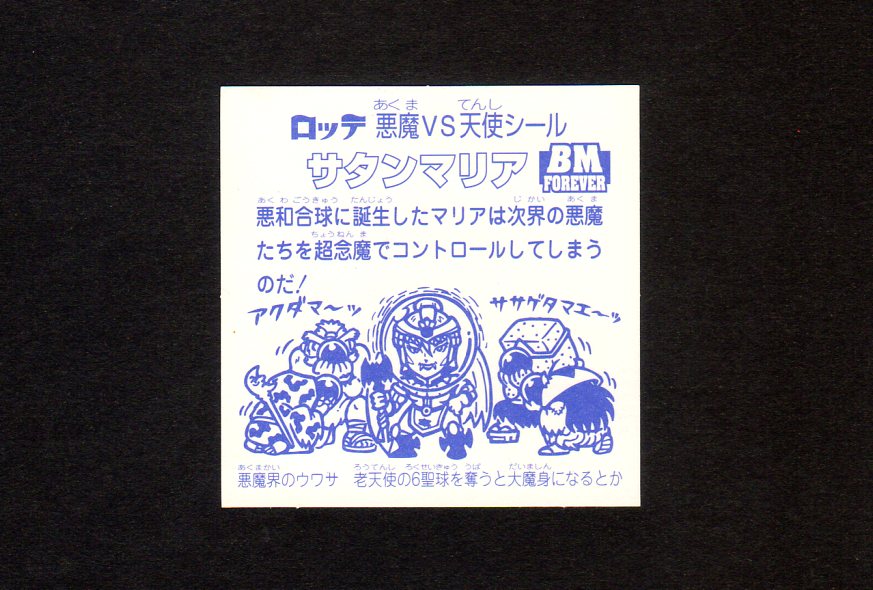 あくま てんし
ロッテ 悪魔VS天使シール
サタンマリア BM FOREVER
あくわごうきゅう たんじょう じかい あくま
悪和合球に誕生したマリアは次界の悪魔
ちょうねんま
たちを超念魔でコントロールしてしまう
のだ!
アクダマ〜ッ ササゲタマエ〜ッ
あくまかい ろうてんし ろくせいきゅう うば だいましん
悪魔界のウワサ 老天使の6聖球を奪うと大魔身になるとか